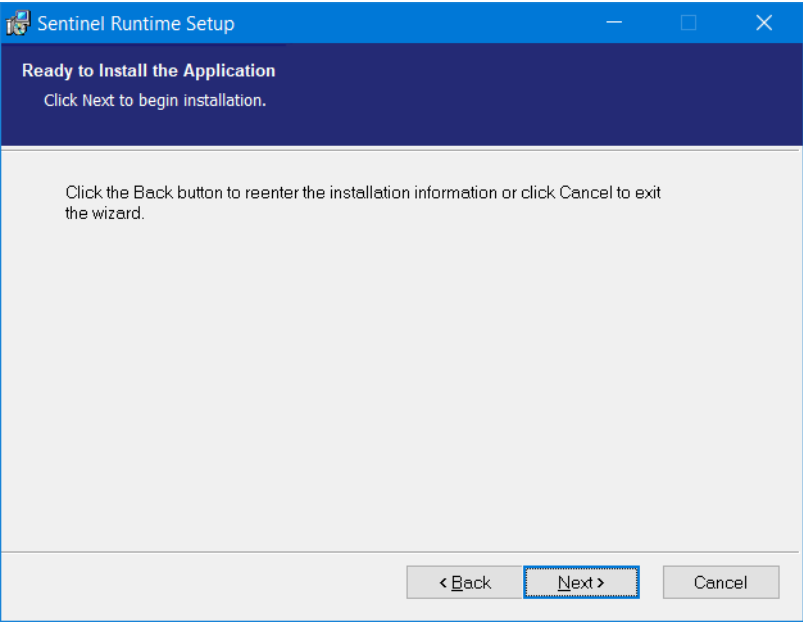 Sentinel Runtime Setup
Ready to Install the Application
Click Next to begin installation.
Click the Back button to reenter the installation information or click Cancel to exit
the wizard.
< Back
Next >
Cancel